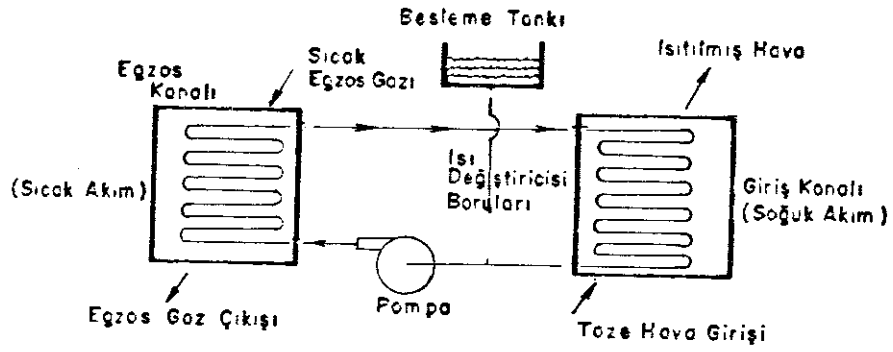 Besleme Tankı
Sıcak
Egzos Gazı
Egzos
Kanalı
Isıtılmış Hava
(Sıcak Akım)
Isı
Değiştiricisi
Boruları
Giriş Kanalı
(Soğuk Akım)
Egzos Gaz Çıkışı
Pompa
Taze Hava Girişi